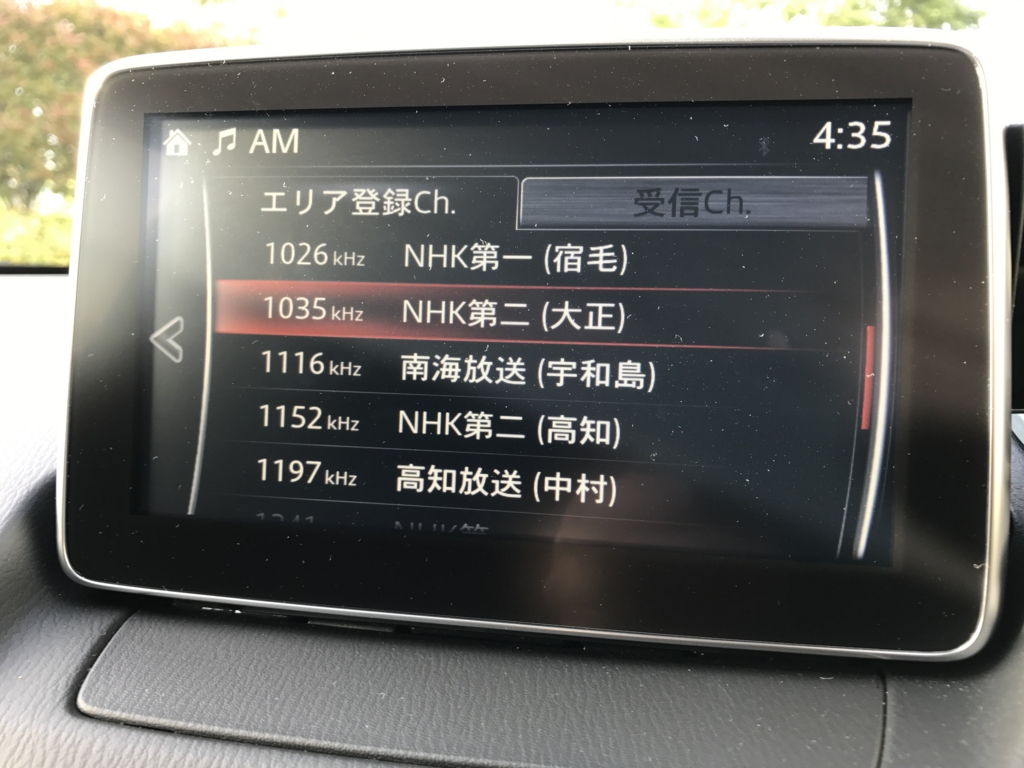 AM 4:35
エリア登録Ch. 受信Ch.
1026 kHz NHK第一 (宿毛)
1035 kHz NHK第二 (大正)
1116 kHz 南海放送 (宇和島)
1152 kHz NHK第二 (高知)
1197 kHz 高知放送 (中村)